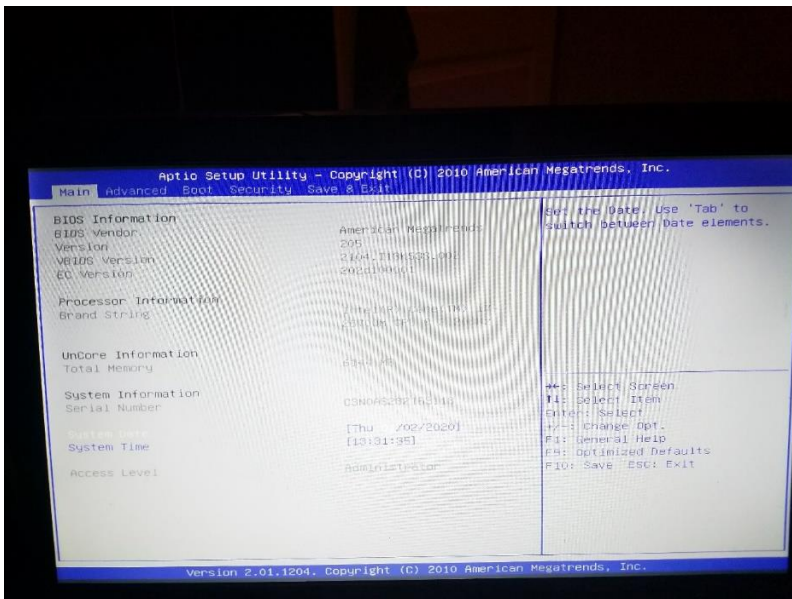 Aptio Setup Utility – Copyright (C) 2010 American Megatrends, Inc.
Main Advanced Boot Security Save & Exit
BIOS Information
BIOS Vendor American Megatrends
Version 205
VBIOS Version
EC Version
Processor Information
Brand String
UnCore Information
Total Memory
System Information
Serial Number
System Date [Thu /02/2020]
System Time [13:31:35]
Access Level Administrator
Set the Date. Use 'Tab' to
switch between Date elements.
→←: Select Screen
↑↓: Select Item
Enter: Select
+/-: Change Opt.
F1: General Help
F9: Optimized Defaults
F10: Save ESC: Exit
Version 2.01.1204. Copyright (C) 2010 American Megatrends, Inc.